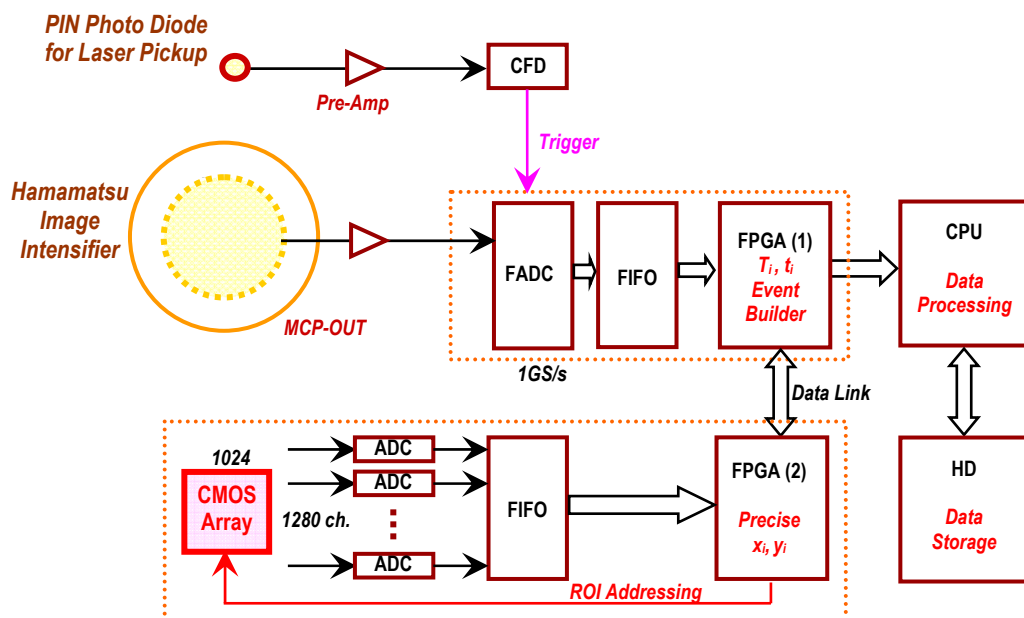 PIN Photo Diode
for Laser Pickup
Pre-Amp
CFD
Trigger
Hamamatsu
Image
Intensifier
MCP-OUT
FADC
1GS/s
FIFO
FPGA (1)
Ti, ti
Event
Builder
CPU
Data
Processing
Data Link
1024
CMOS
Array
1280 ch.
ADC
ADC
ADC
FIFO
FPGA (2)
Precise
xi, yi
ROI Addressing
HD
Data
Storage